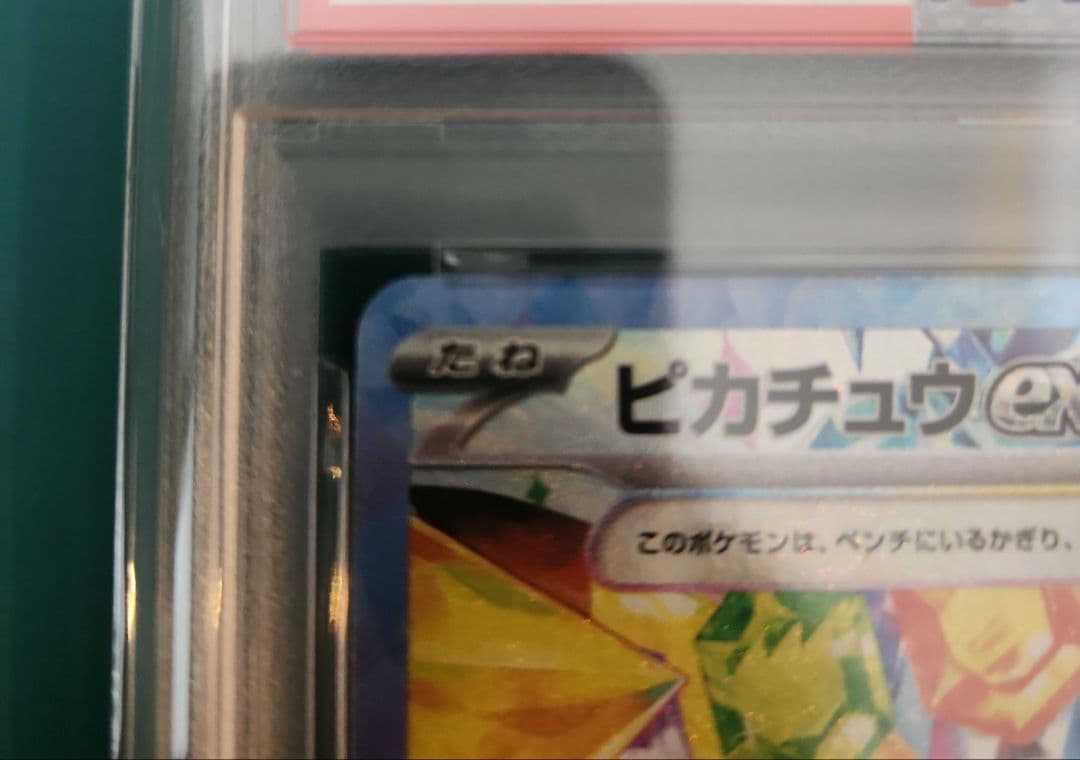 たね
ピカチュウex
このポケモンは、ベンチにいるかぎり、